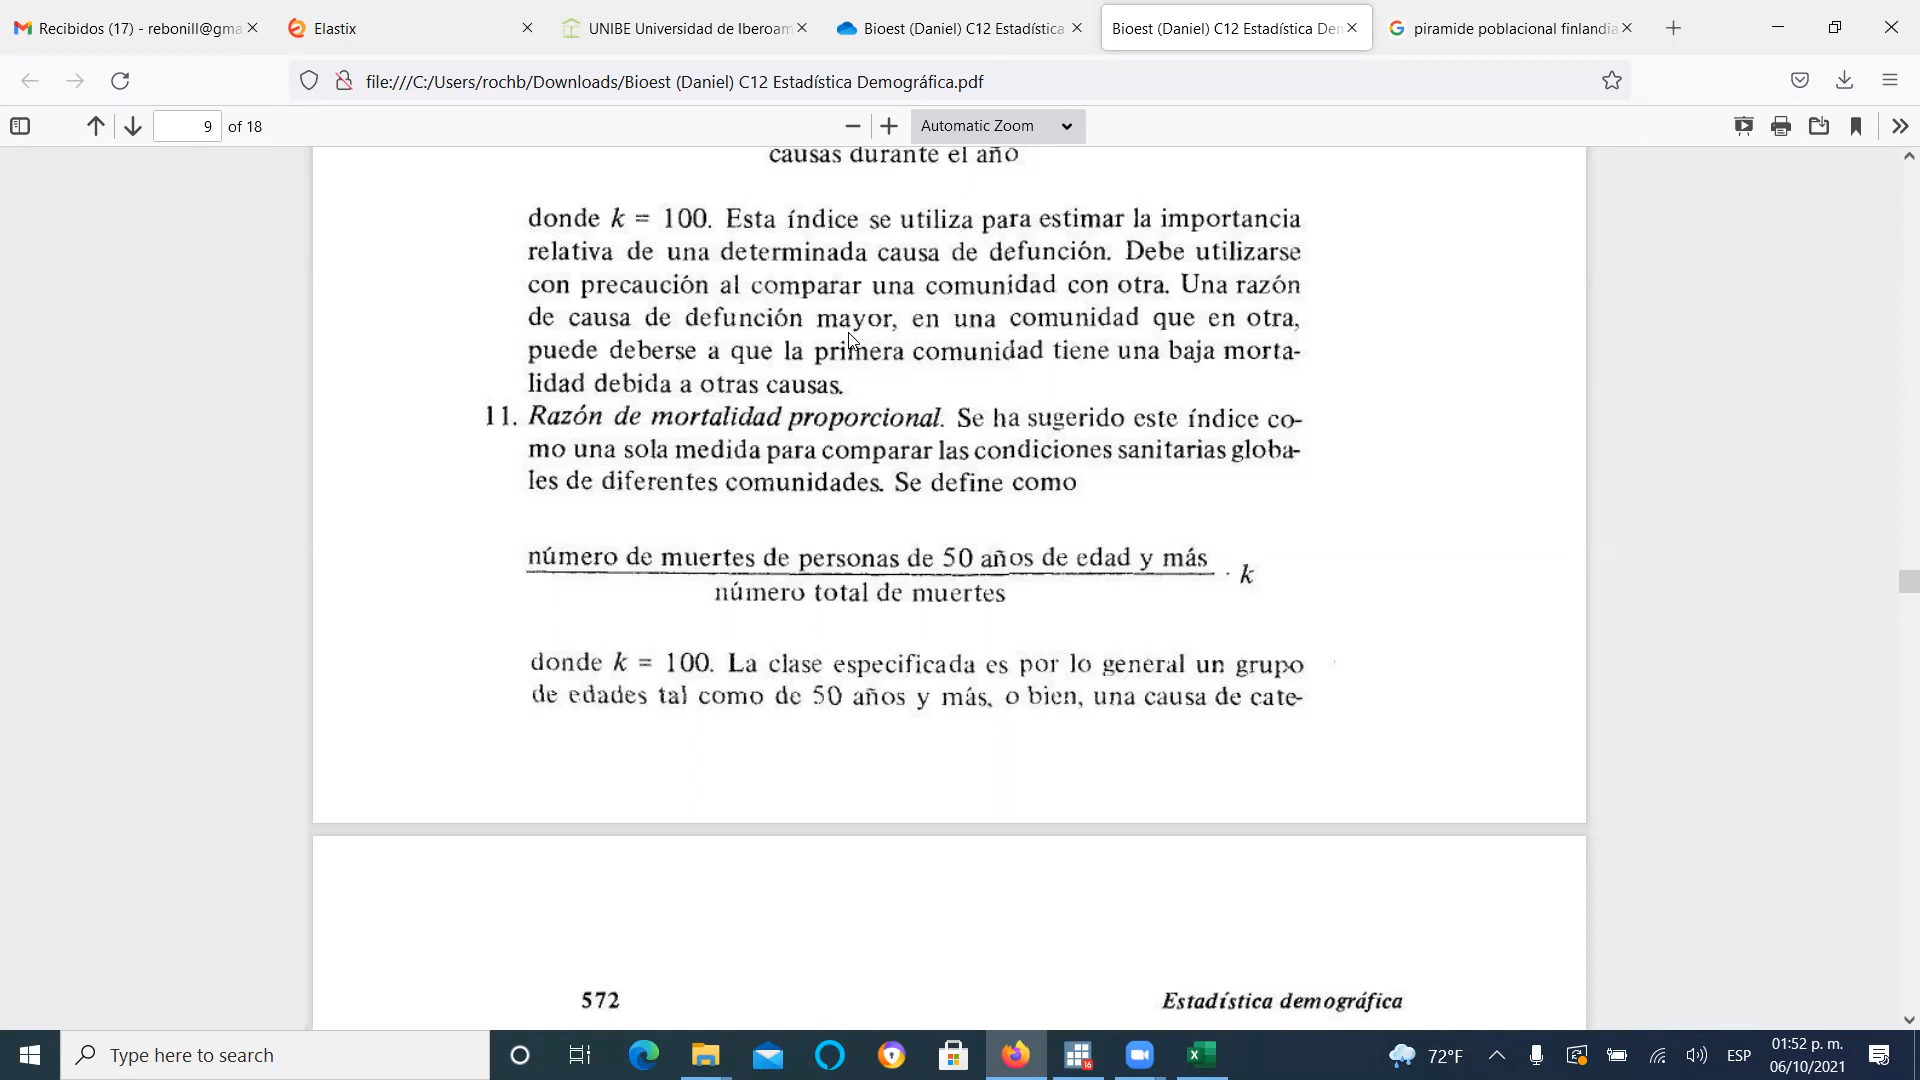 Recibidos (17) - rebonill@gma
Elastix
UNIBE Universidad de Iberoam
Bioest (Daniel) C12 Estadística
Bioest (Daniel) C12 Estadística Den
piramide poblacional finlandia
file:///C:/Users/rochb/Downloads/Bioest (Daniel) C12 Estadística Demográfica.pdf
9 of 18
Automatic Zoom
causas durante el año
donde k = 100. Esta índice se utiliza para estimar la importancia
relativa de una determinada causa de defunción. Debe utilizarse
con precaución al comparar una comunidad con otra. Una razón
de causa de defunción mayor, en una comunidad que en otra,
puede deberse a que la primera comunidad tiene una baja morta-
lidad debida a otras causas.
11. Razón de mortalidad proporcional. Se ha sugerido este índice co-
mo una sola medida para comparar las condiciones sanitarias globa-
les de diferentes comunidades. Se define como
número de muertes de personas de 50 años de edad y más
· k
número total de muertes
donde k = 100. La clase especificada es por lo general un grupo
de edades tal como de 50 años y más, o bien, una causa de cate-
572 Estadística demográfica
Type here to search
16
72°F
ESP
01:52 p. m.
06/10/2021